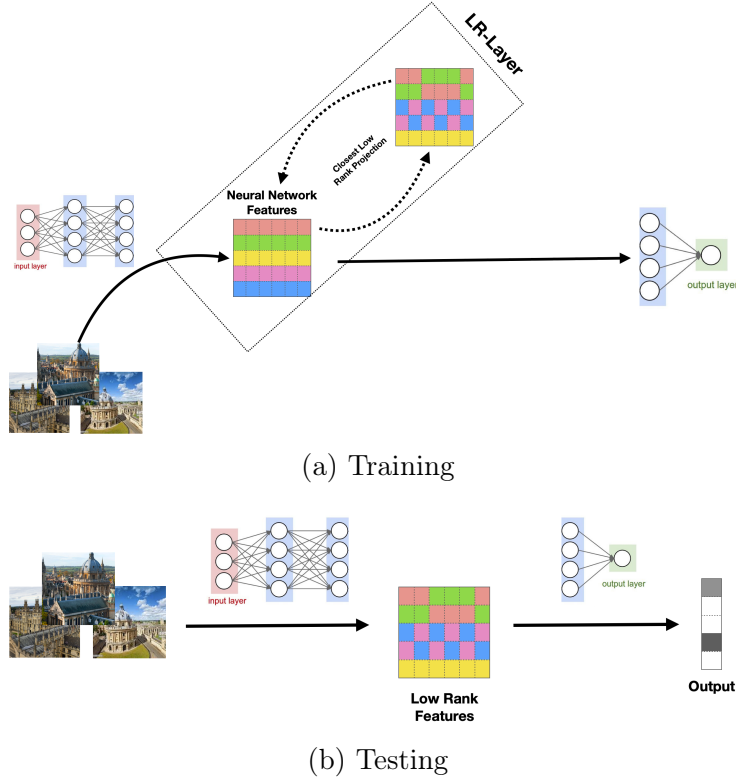 LR-Layer
Closest Low
Rank Projection
Neural Network
Features
input layer
output layer
(a) Training
input layer
output layer
Low Rank
Features
Output
(b) Testing